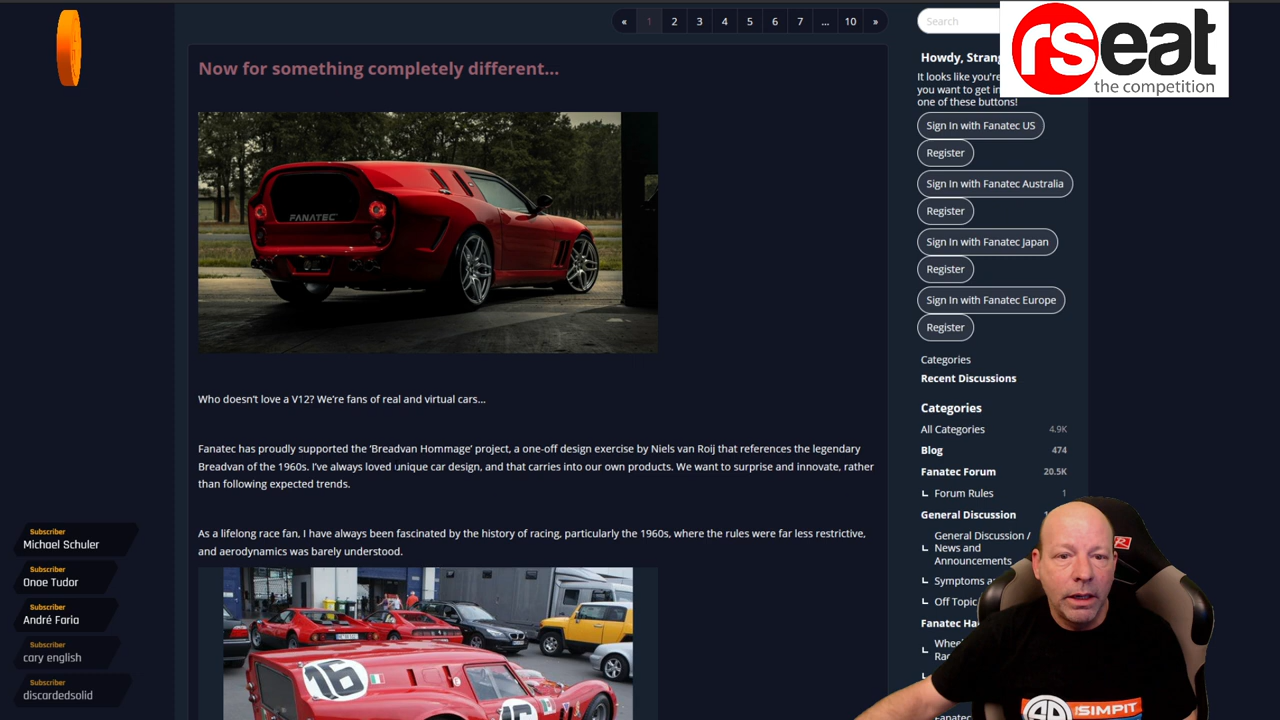 «
1
2
3
4
5
6
7
...
10
»
Search
rseat
the competition
Now for something completely different...
FANATEC
Who doesn't love a V12? We're fans of real and virtual cars...
Fanatec has proudly supported the 'Breadvan Hommage' project, a one-off design exercise by Niels van Roij that references the legendary
Breadvan of the 1960s. I've always loved unique car design, and that carries into our own products. We want to surprise and innovate, rather
than following expected trends.
As a lifelong race fan, I have always been fascinated by the history of racing, particularly the 1960s, where the rules were far less restrictive,
and aerodynamics was barely understood.
16
16
Howdy,
It looks like you're
you want to get in
one of these buttons!
Sign In with Fanatec US
Register
Sign In with Fanatec Australia
Register
Sign In with Fanatec Japan
Register
Sign In with Fanatec Europe
Register
Categories
Recent Discussions
Categories
All Categories 4.9K
Blog 474
Fanatec Forum 20.5K
Forum Rules 1
General Discussion
General Discussion /
News and
Announcements
Symptoms
Off Topic
Fanatec
Fanatec
Subscriber
Michael Schuler
Subscriber
Onoe Tudor
Subscriber
André Faria
Subscriber
cary english
Subscriber
discardedsolid
SIMPIT